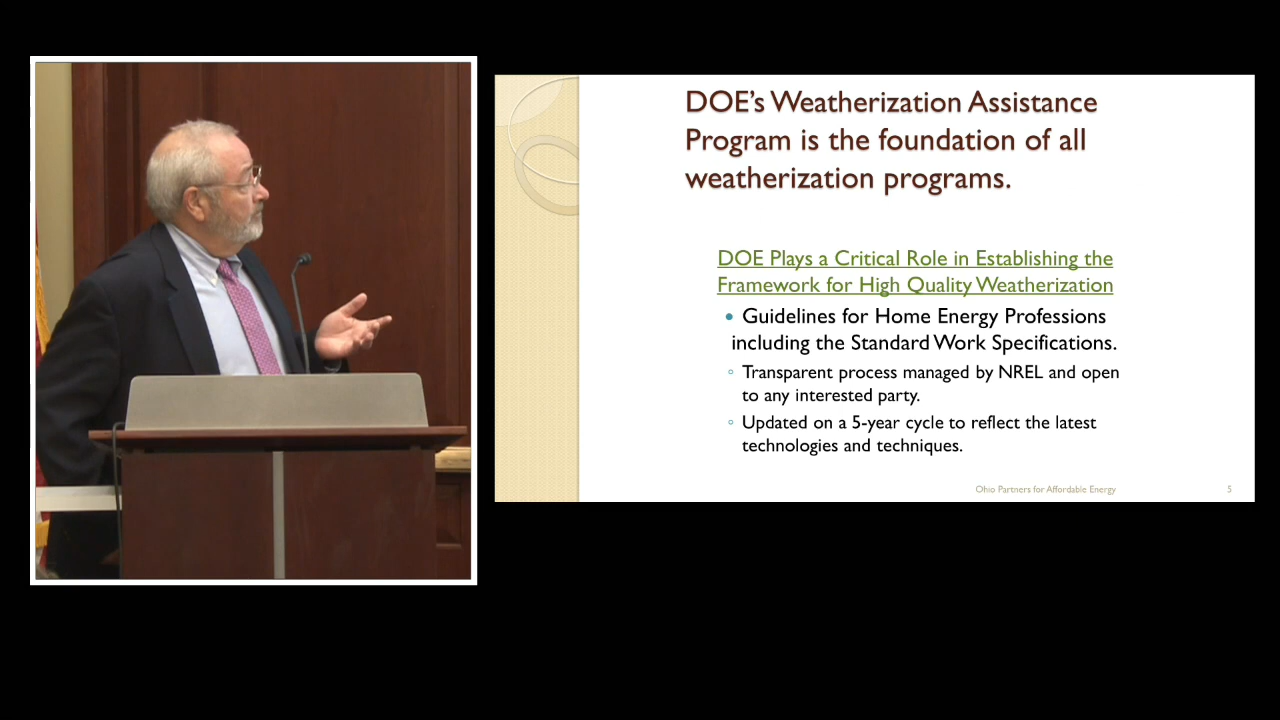 DOE's Weatherization Assistance
Program is the foundation of all
weatherization programs.
DOE Plays a Critical Role in Establishing the
Framework for High Quality Weatherization
• Guidelines for Home Energy Professions
including the Standard Work Specifications.
◦ Transparent process managed by NREL and open
to any interested party.
◦ Updated on a 5-year cycle to reflect the latest
technologies and techniques.
Ohio Partners for Affordable Energy 5